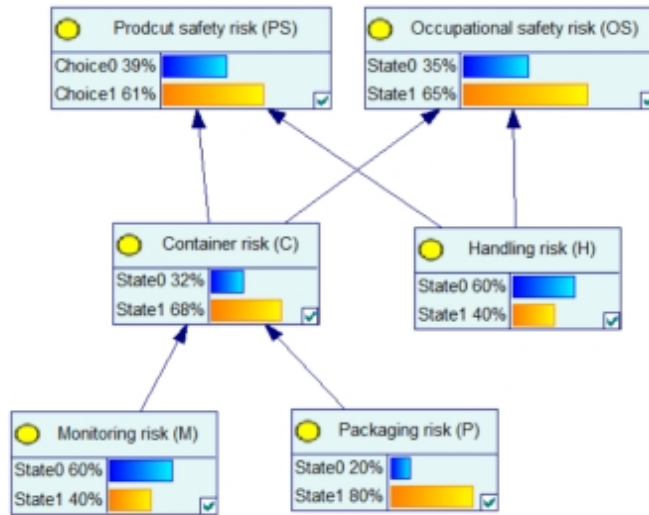 Prodcut safety risk (PS)
Choice0 39%
Choice1 61%
Occupational safety risk (OS)
State0 35%
State1 65%
Container risk (C)
State0 32%
State1 68%
Handling risk (H)
State0 60%
State1 40%
Monitoring risk (M)
State0 60%
State1 40%
Packaging risk (P)
State0 20%
State1 80%